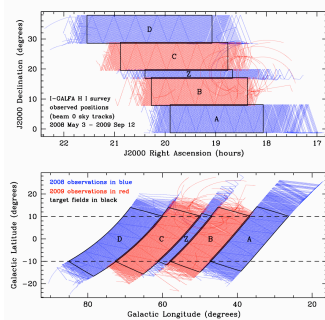 30
20
10
0
J2000 Declination (degrees)
D
C
Z
B
A
I-GALFA H I survey
observed positions
(beam 0 sky tracks)
2008 May 3 - 2009 Sep 12
22
21
20
19
18
J2000 Right Ascension (hours)
2008 observations in blue
2009 observations in red
target fields in black
20
10
0
-10
-20
Galactic Latitude (degrees)
D
C
Z
B
A
80
60
40
20
Galactic Longitude (degrees)